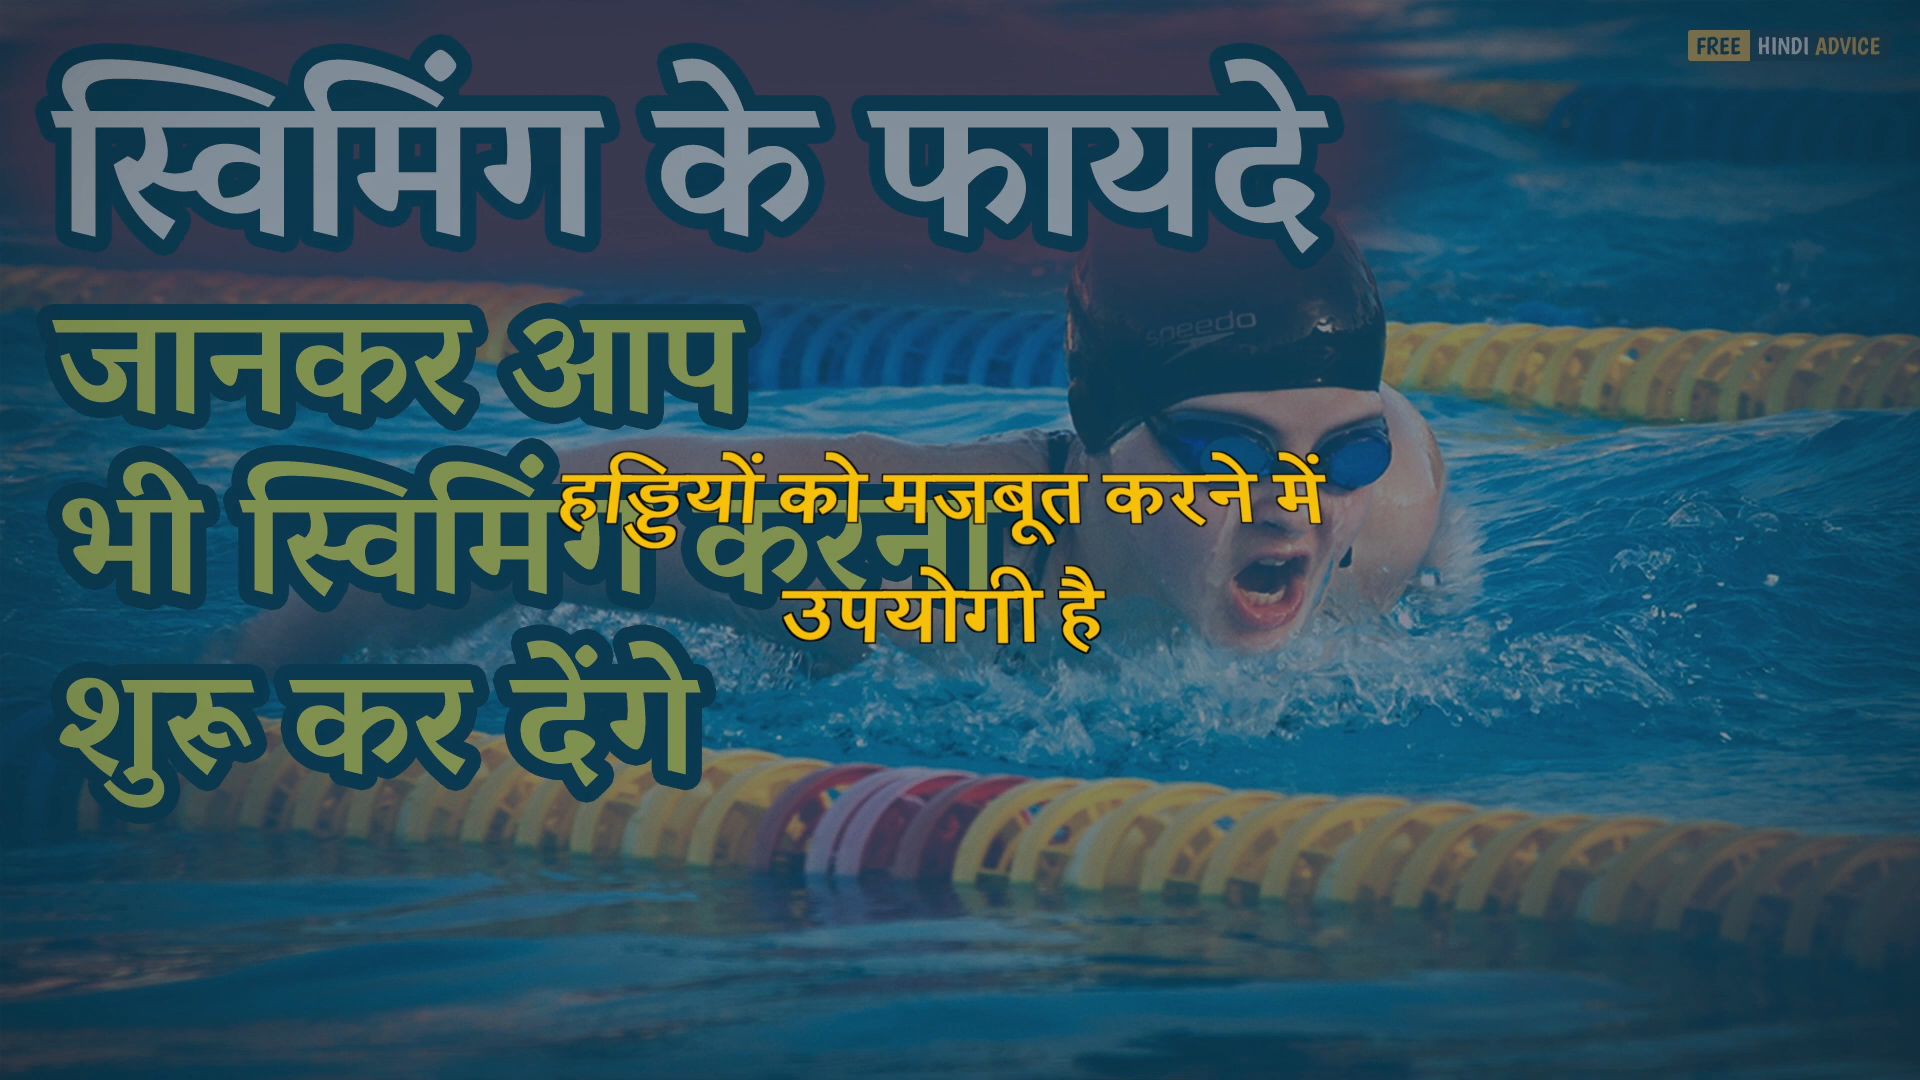 FREE HINDI ADVICE
स्विमिंग के फायदे
जानकर आप
भी स्विमिंग करना
शुरू कर देंगे
हड्डियों को मजबूत करने में
उपयोगी है
speedo